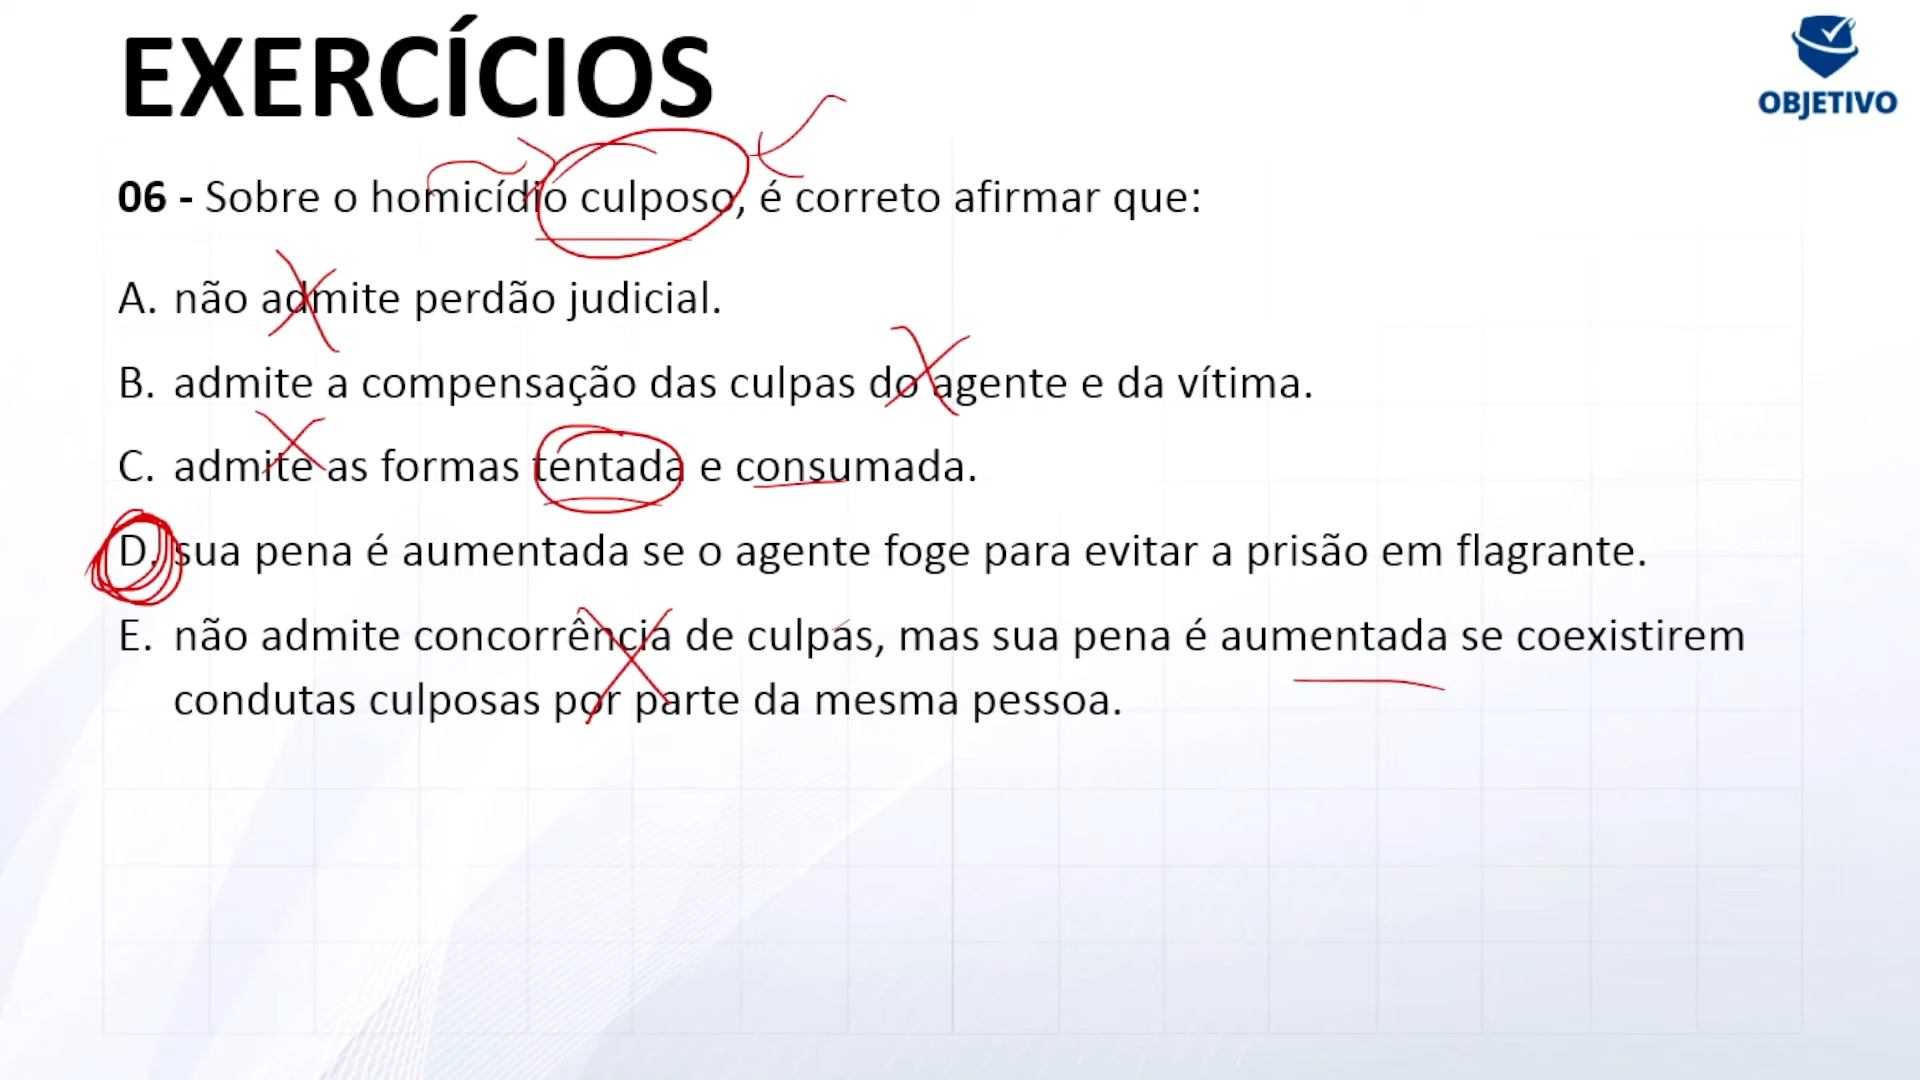 EXERCÍCIOS
OBJETIVO
06 - Sobre o homicídio culposo, é correto afirmar que:
A. não admite perdão judicial.
B. admite a compensação das culpas do agente e da vítima.
C. admite as formas tentada e consumada.
D. sua pena é aumentada se o agente foge para evitar a prisão em flagrante.
E. não admite concorrência de culpas, mas sua pena é aumentada se coexistirem
condutas culposas por parte da mesma pessoa.